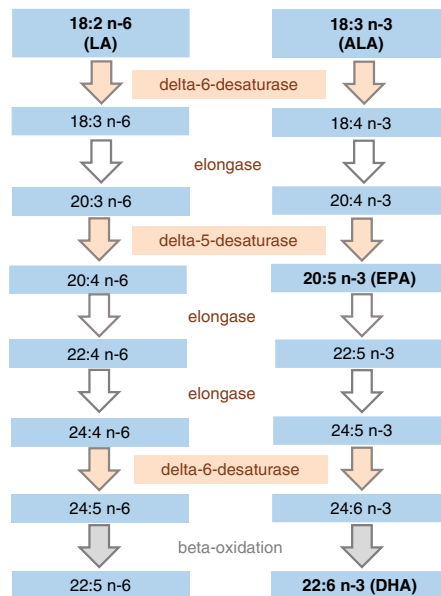 18:2 n-6
(LA)
18:3 n-3
(ALA)
delta-6-desaturase
18:3 n-6
18:4 n-3
elongase
20:3 n-6
20:4 n-3
delta-5-desaturase
20:4 n-6
20:5 n-3 (EPA)
elongase
22:4 n-6
22:5 n-3
elongase
24:4 n-6
24:5 n-3
delta-6-desaturase
24:5 n-6
24:6 n-3
beta-oxidation
22:5 n-6
22:6 n-3 (DHA)